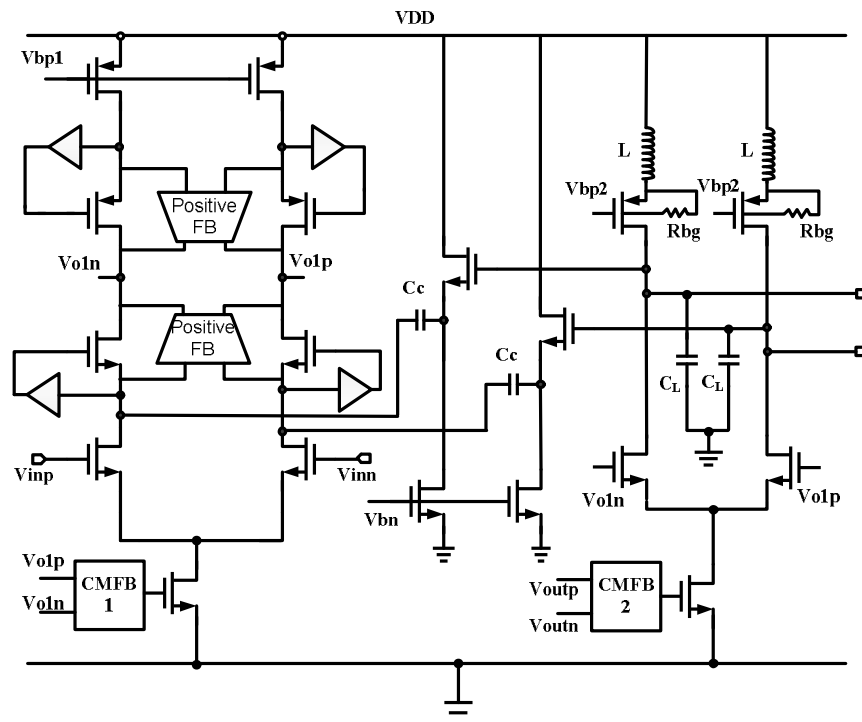 VDD
Vbp1
L
L
Vbp2
Vbp2
Positive
FB
Rbg
Rbg
Vo1n
Vo1p
Cc
Positive
FB
Cc
CL
CL
Vinp
Vinn
Vbn
Vo1n
Vo1p
Vo1p
Vo1n
CMFB
1
Voutp
Voutn
CMFB
2